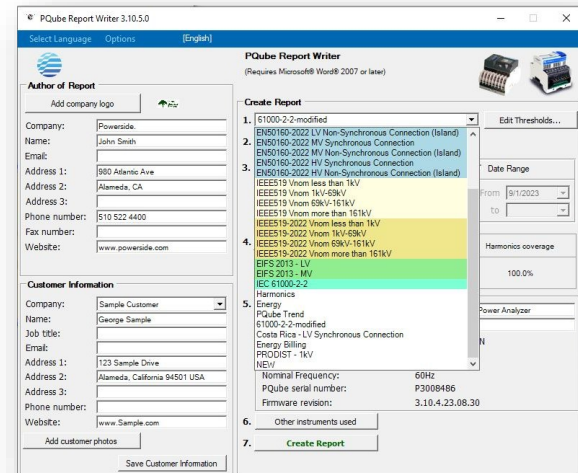 PQube Report Writer 3.10.5.0
Select Language Options [English]
PQube Report Writer
(Requires Microsoft® Word® 2007 or later)
Author of Report
Add company logo
Company: Powerside.
Name: John Smith
Email:
Address 1: 980 Atlantic Ave
Address 2: Alameda, CA
Address 3:
Phone number: 510 522 4400
Fax number:
Website: www.powerside.com
Customer Information
Company: Sample Customer
Name: George Sample
Job title:
Email:
Address 1: 123 Sample Drive
Address 2: Alameda, California 94501 USA
Address 3:
Phone number:
Website: www.Sample.com
Add customer photos
Save Customer Information
Create Report
1. 61000-2-2-modified Edit Thresholds...
EN50160-2022 LV Non-Synchronous Connection (Island)
2. EN50160-2022 MV Synchronous Connection
EN50160-2022 MV Non-Synchronous Connection (Island)
EN50160-2022 HV Synchronous Connection
3. EN50160-2022 HV Non-Synchronous Connection (Island)
IEEE519 Vnom less than 1kV
IEEE519 Vnom 1kV-69kV
IEEE519 Vnom 69kV-161kV
IEEE519 Vnom more than 161kV
IEEE519-2022 Vnom less than 1kV
IEEE519-2022 Vnom 1kV-69kV
4. IEEE519-2022 Vnom 69kV-161kV
IEEE519-2022 Vnom more than 161kV
EIFS 2013 - LV
EIFS 2013 - MV
IEC 61000-2-2
Harmonics
5. Energy
PQube Trend
61000-2-2-modified
Costa Rica - LV Synchronous Connection
Energy Billing
PRODIST - 1kV
NEW
Date Range
From 9/1/2023
to
Harmonics coverage
100.0%
Power Analyzer
N
Nominal Frequency: 60Hz
PQube serial number: P3008486
Firmware revision: 3.10.4.23.08.30
6. Other instruments used
7. Create Report